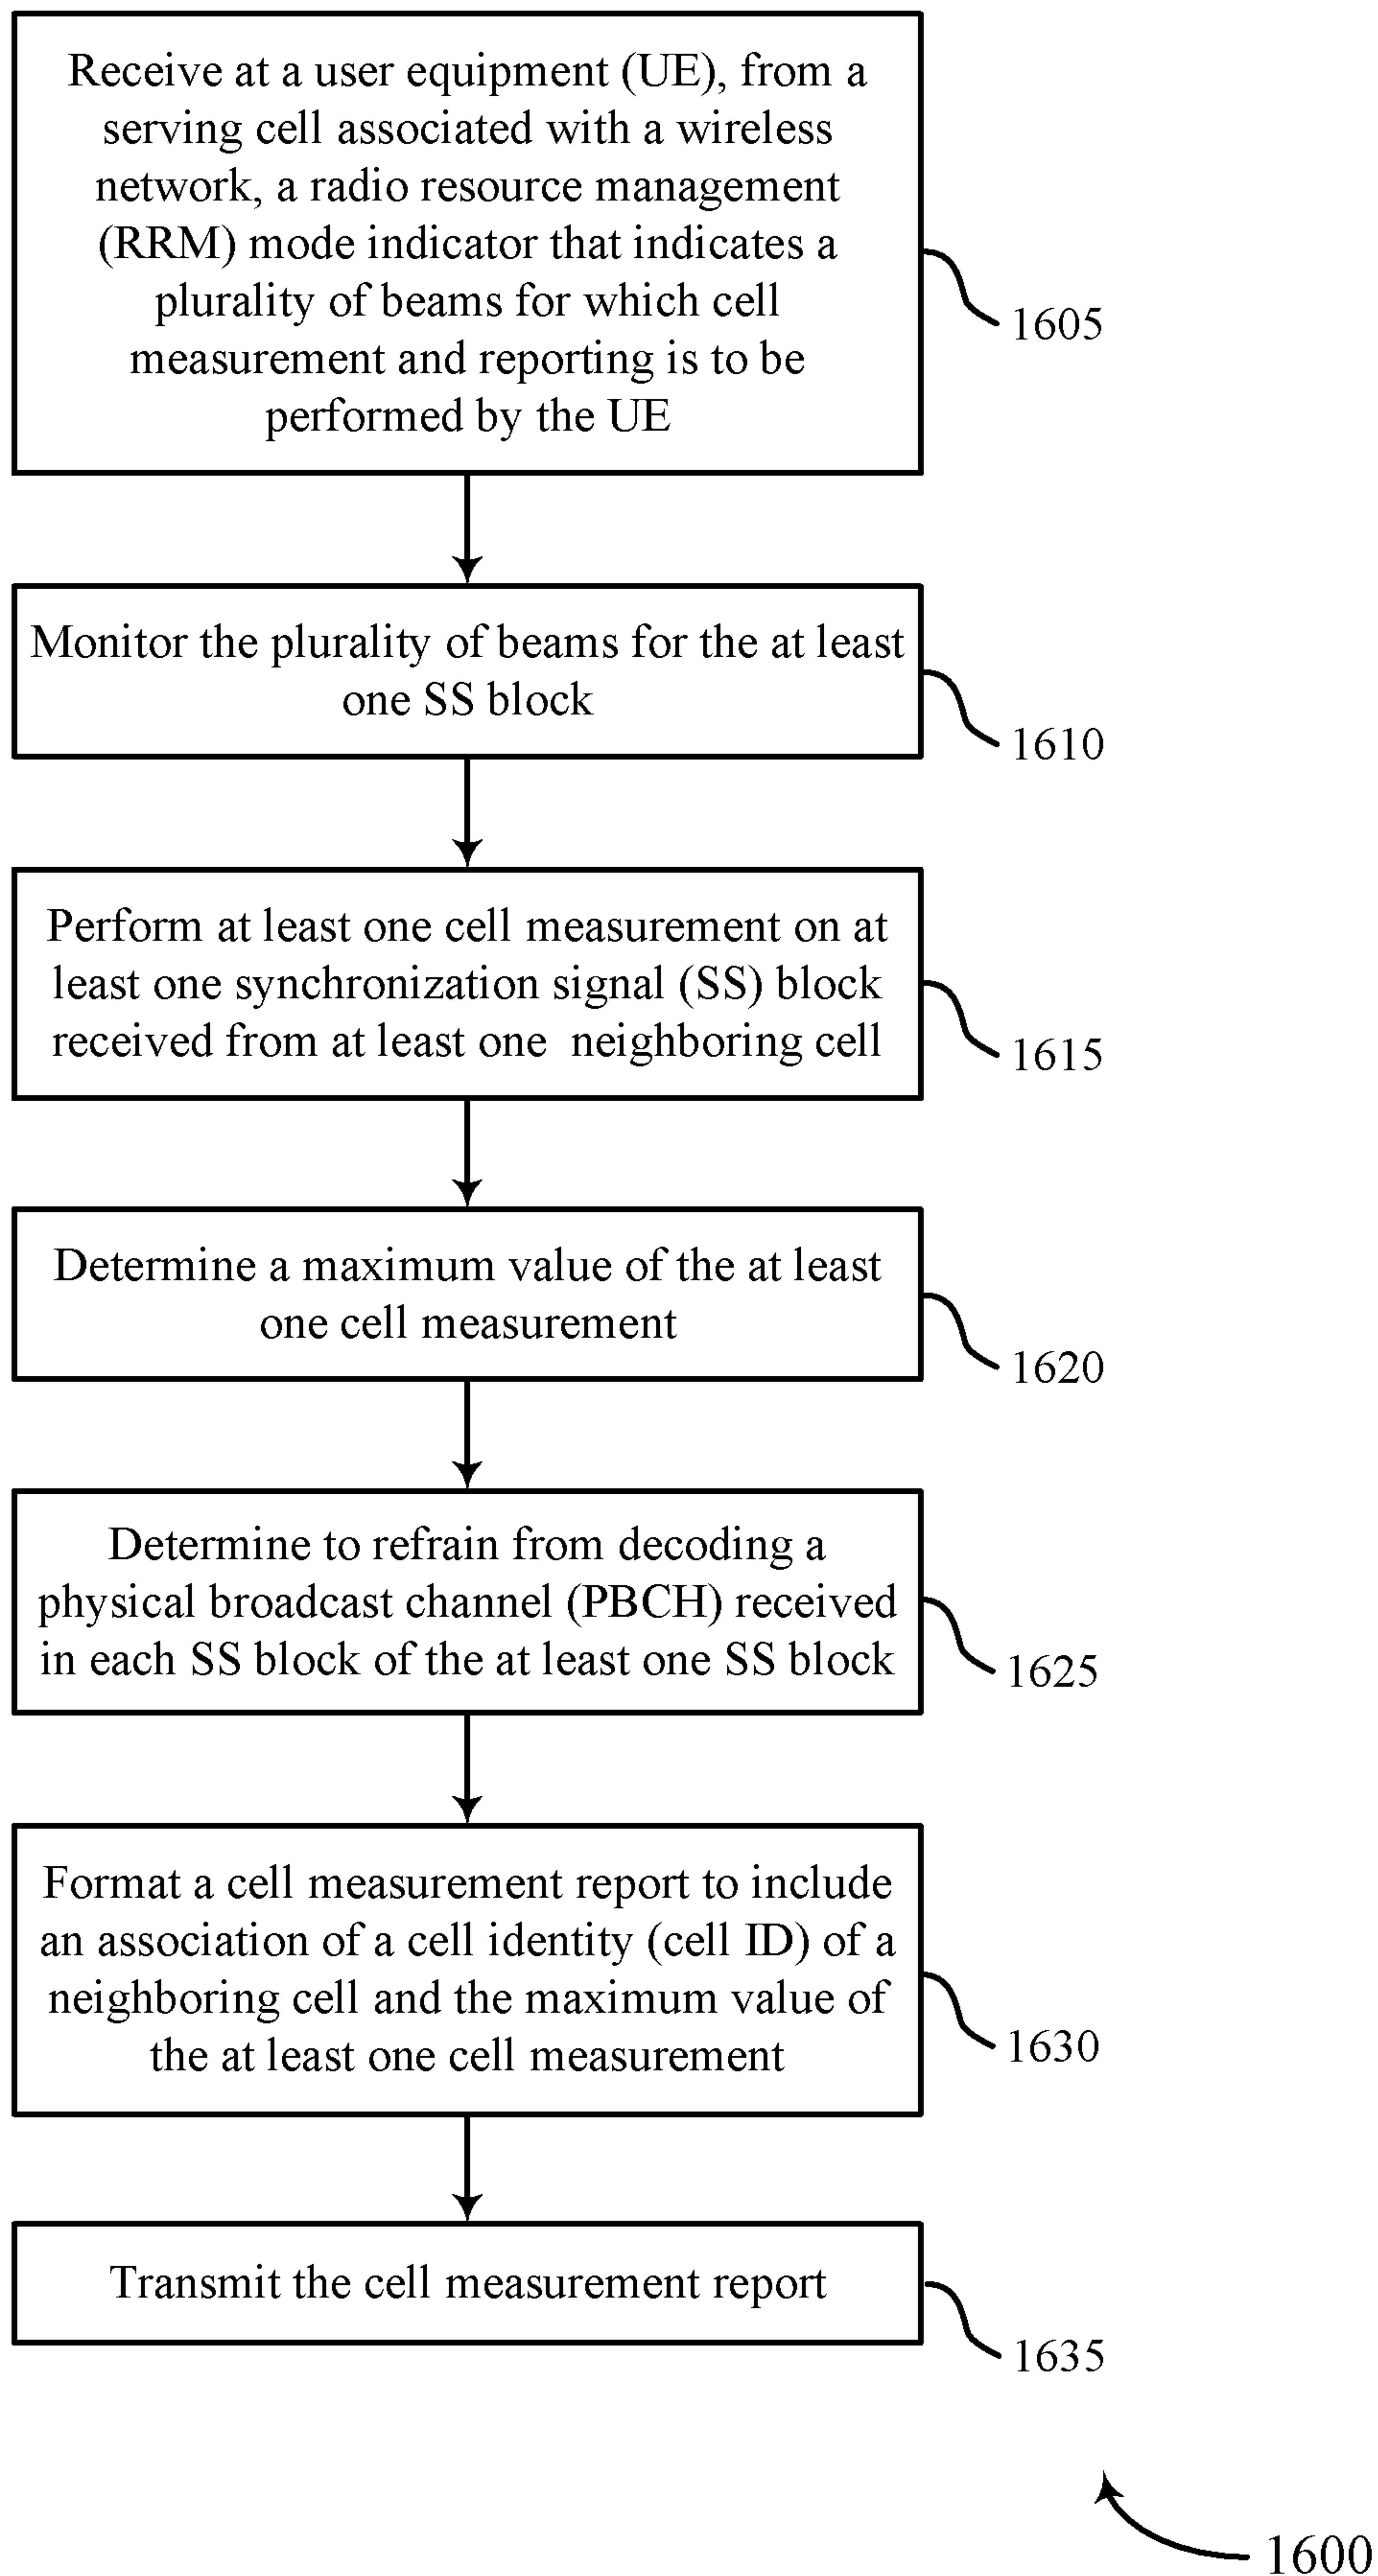 Receive at a user equipment (UE), from a
serving cell associated with a wireless
network, a radio resource management
(RRM) mode indicator that indicates a
plurality of beams for which cell
measurement and reporting is to be
performed by the UE
1605
Monitor the plurality of beams for the at least
one SS block
1610
Perform at least one cell measurement on at
least one synchronization signal (SS) block
received from at least one neighboring cell
1615
Determine a maximum value of the at least
one cell measurement
1620
Determine to refrain from decoding a
physical broadcast channel (PBCH) received
in each SS block of the at least one SS block
1625
Format a cell measurement report to include
an association of a cell identity (cell ID) of a
neighboring cell and the maximum value of
the at least one cell measurement
1630
Transmit the cell measurement report
1635
1600